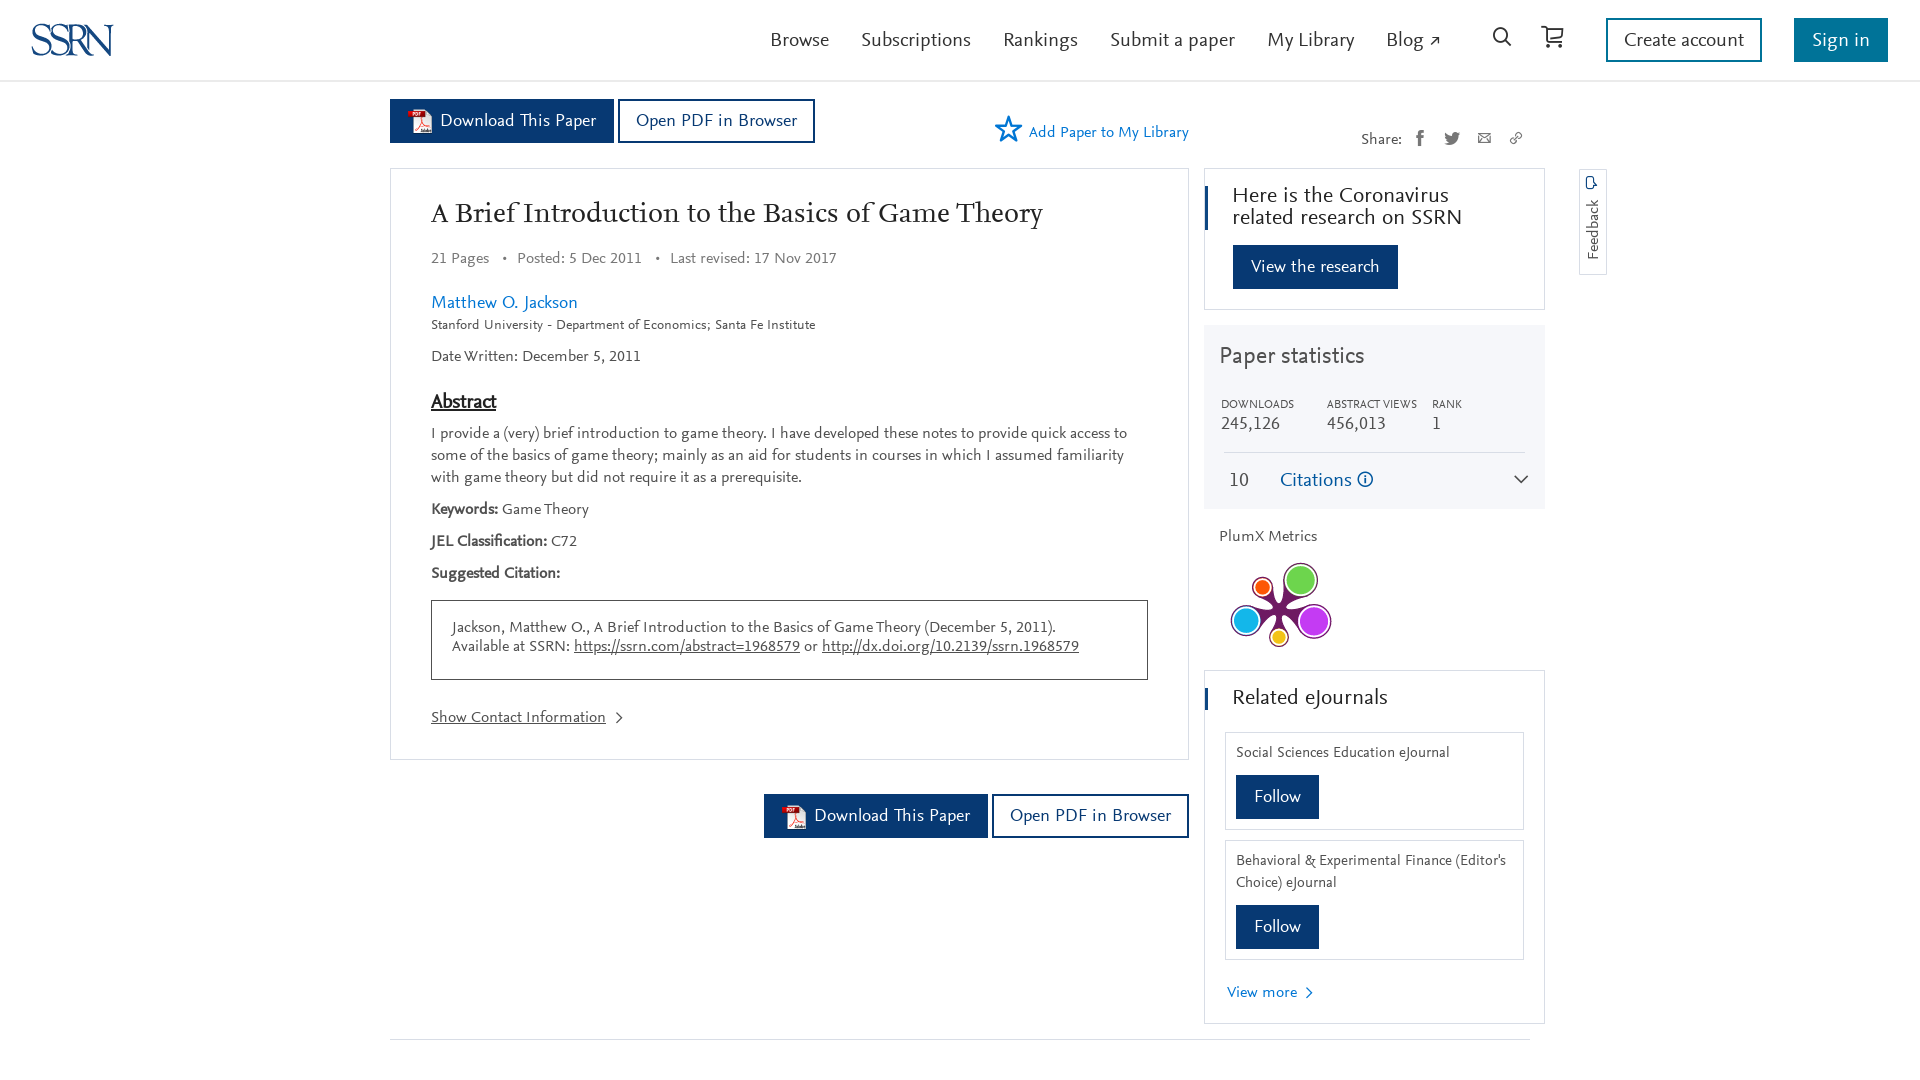 SSRN
Browse Subscriptions Rankings Submit a paper My Library Blog ↗ Create account Sign in
Download This Paper Open PDF in Browser
Add Paper to My Library
Share:
A Brief Introduction to the Basics of Game Theory
21 Pages • Posted: 5 Dec 2011 • Last revised: 17 Nov 2017
Matthew O. Jackson
Stanford University - Department of Economics; Santa Fe Institute
Date Written: December 5, 2011
Abstract
I provide a (very) brief introduction to game theory. I have developed these notes to provide quick access to
some of the basics of game theory; mainly as an aid for students in courses in which I assumed familiarity
with game theory but did not require it as a prerequisite.
Keywords: Game Theory
JEL Classification: C72
Suggested Citation:
Jackson, Matthew O., A Brief Introduction to the Basics of Game Theory (December 5, 2011).
Available at SSRN: https://ssrn.com/abstract=1968579 or http://dx.doi.org/10.2139/ssrn.1968579
Show Contact Information
Download This Paper Open PDF in Browser
Here is the Coronavirus
related research on SSRN
View the research
Paper statistics
DOWNLOADS ABSTRACT VIEWS RANK
245,126 456,013 1
10 Citations
PlumX Metrics
Related eJournals
Social Sciences Education eJournal
Follow
Behavioral & Experimental Finance (Editor's
Choice) eJournal
Follow
View more
Feedback